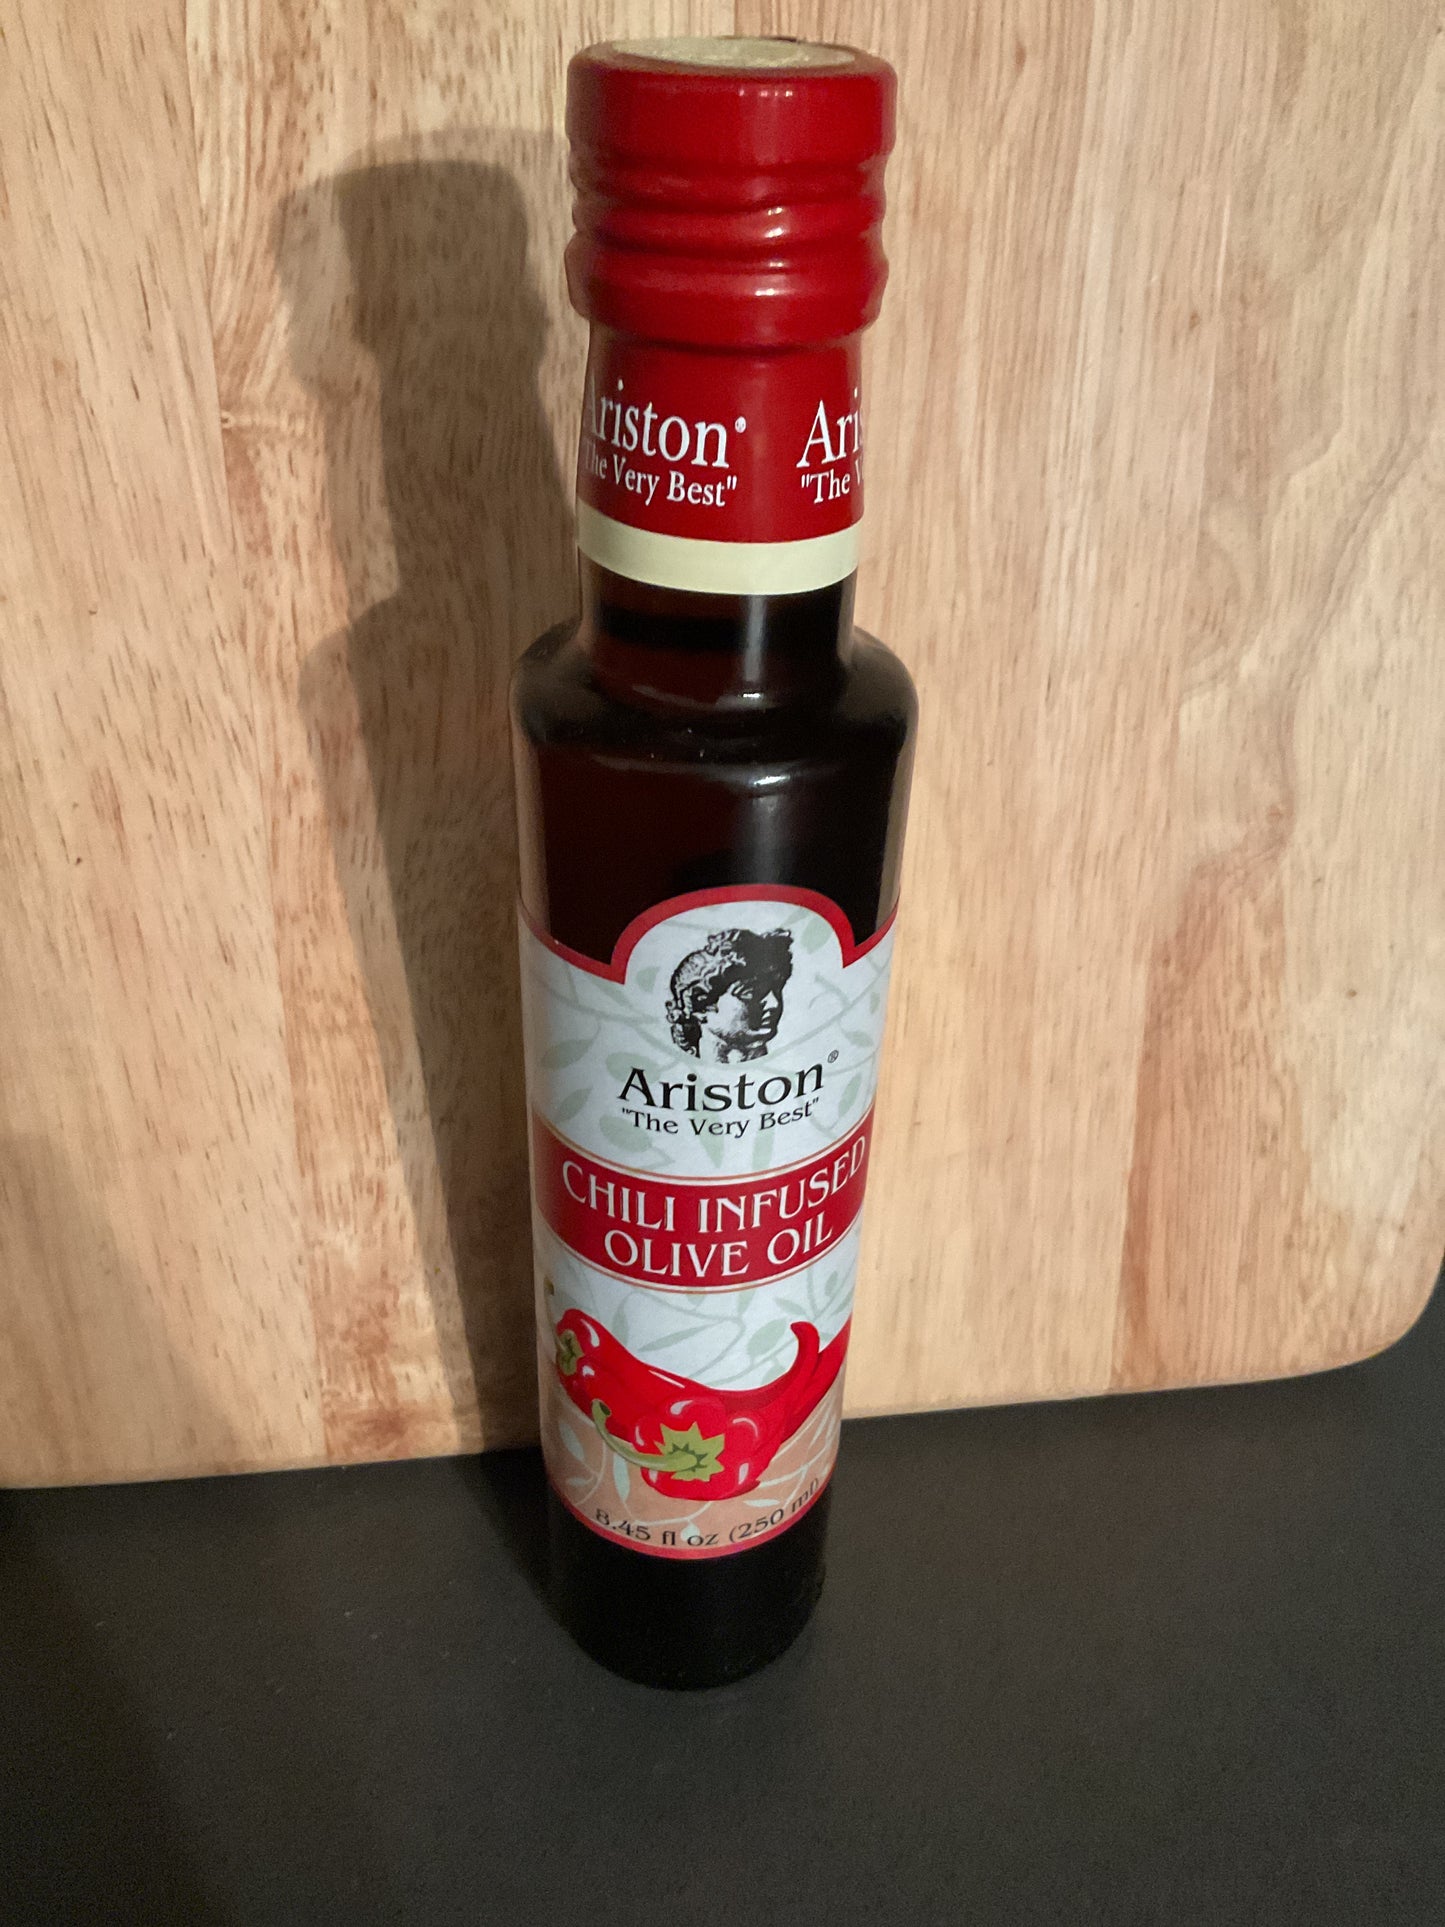 Ariston® Aris
The Very Best" "The
Ariston®
"The Very Best"
CHILI INFUSED
OLIVE OIL
8.45 fl oz (250 ml)